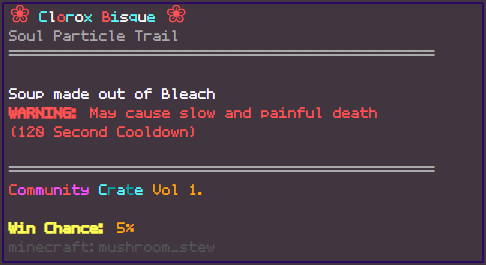 Clorox Bisque
Soul Particle Trail
Soup made out of Bleach
WARNING: May cause slow and painful death
(120 Second Cooldown)
Community Crate Vol 1.
Win Chance: 5%
minecraft:mushroom_stew